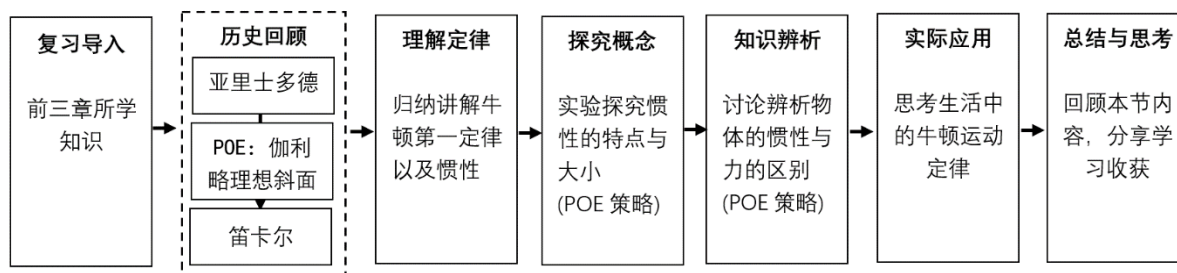 复习导入
前三章所学
知识
历史回顾
亚里士多德
POE：伽利
略理想斜面
笛卡尔
理解定律
归纳讲解牛
顿第一定律
以及惯性
探究概念
实验探究惯
性的特点与
大小
(POE 策略)
知识辨析
讨论辨析物
体的惯性与
力的区别
(POE 策略)
实际应用
思考生活中
的牛顿运动
定律
总结与思考
回顾本节内
容，分享学
习收获